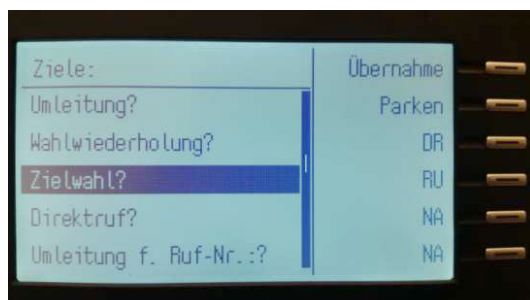 Ziele:
Übernahme
Umleitung?
Parken
Wahlwiederholung?
DR
Zielwahl?
RU
Direktruf?
NA
Umleitung f. Ruf-Nr.:?
NA